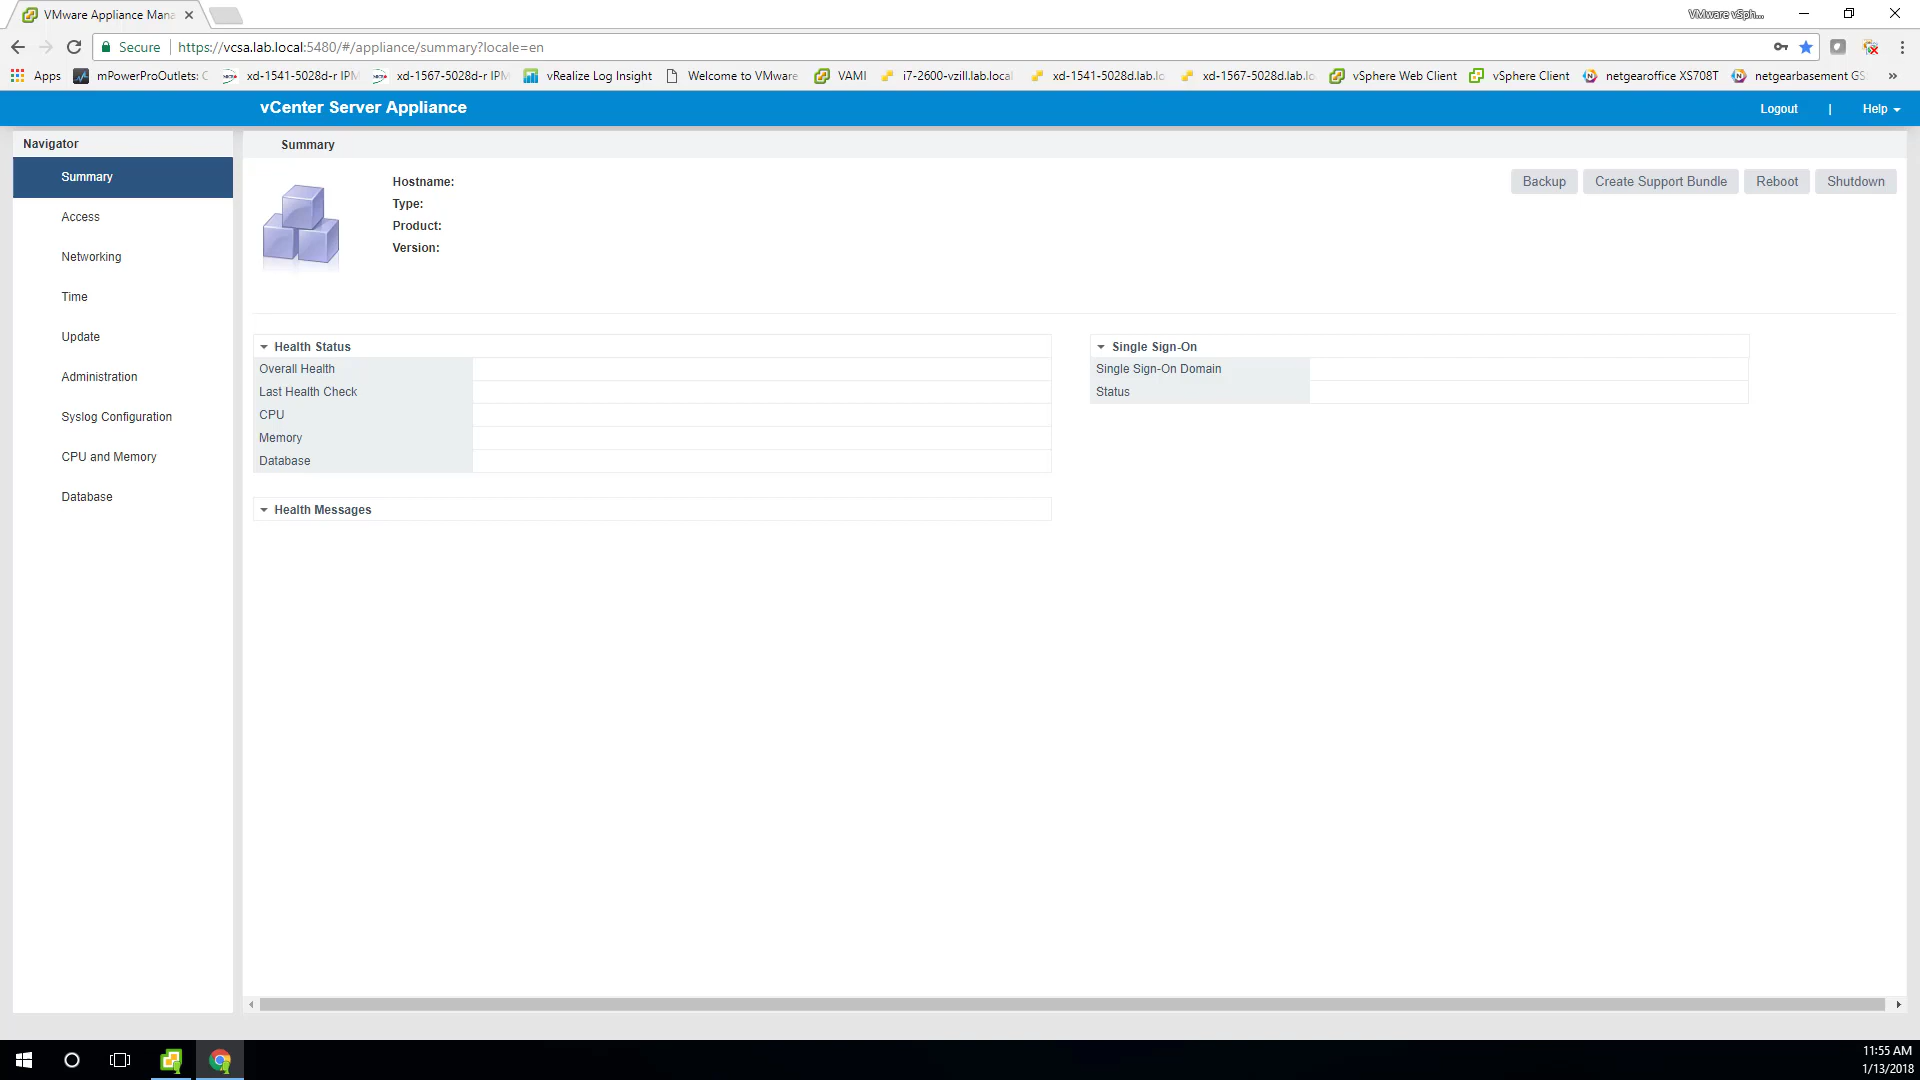 VMware Appliance Mana
VMware vSph...
Secure
https://vcsa.lab.local:5480/#/appliance/summary?locale=en
Apps
mPowerProOutlets: C
xd-1541-5028d-r IPM
xd-1567-5028d-r IPM
vRealize Log Insight
Welcome to VMware
VAMI
i7-2600-vzill.lab.local
xd-1541-5028d.lab.lo
xd-1567-5028d.lab.lo
vSphere Web Client
vSphere Client
netgearoffice XS708T
netgearbasement GS
»
vCenter Server Appliance
Logout
|
Help
Navigator
Summary
Access
Networking
Time
Update
Administration
Syslog Configuration
CPU and Memory
Database
Summary
Hostname:
Type:
Product:
Version:
Backup
Create Support Bundle
Reboot
Shutdown
Health Status
Overall Health
Last Health Check
CPU
Memory
Database
Single Sign-On
Single Sign-On Domain
Status
Health Messages
11:55 AM
1/13/2018